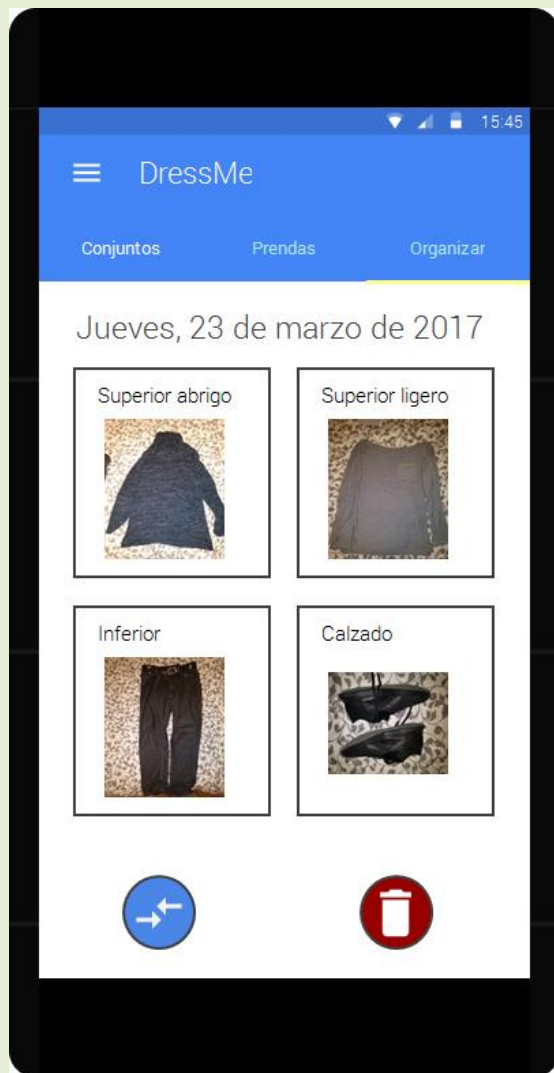 15:45
DressMe
Conjuntos Prendas Organizar
Jueves, 23 de marzo de 2017
Superior abrigo Superior ligero
Inferior Calzado